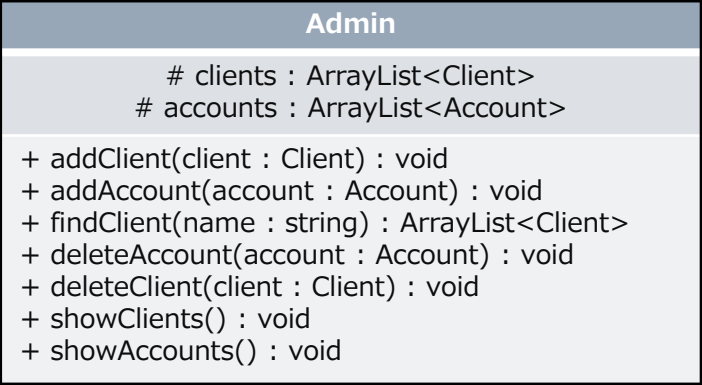 Admin
# clients : ArrayList<Client>
# accounts : ArrayList<Account>
+ addClient(client : Client) : void
+ addAccount(account : Account) : void
+ findClient(name : string) : ArrayList<Client>
+ deleteAccount(account : Account) : void
+ deleteClient(client : Client) : void
+ showClients() : void
+ showAccounts() : void